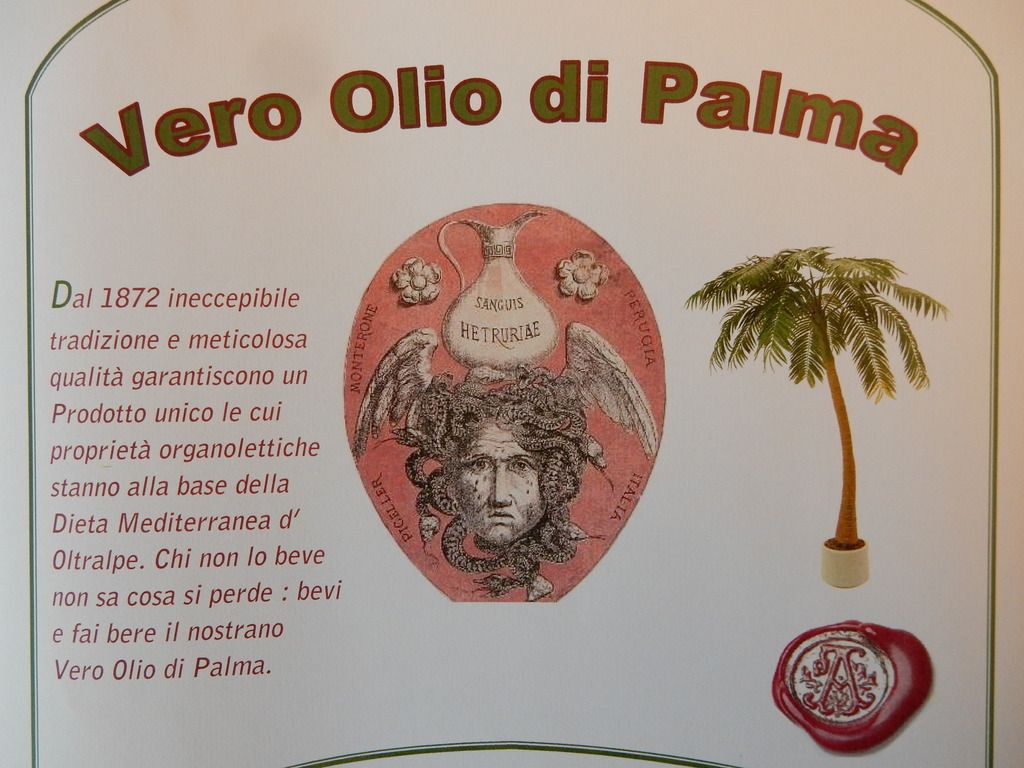 Vero Olio di Palma
Dal 1872 ineccepibile
tradizione e meticolosa
qualità garantiscono un
Prodotto unico le cui
proprietà organolettiche
stanno alla base della
Dieta Mediterranea d'
Oltralpe. Chi non lo beve
non sa cosa si perde : bevi
e fai bere il nostrano
Vero Olio di Palma.
SANGUIS
HETRURIAE
MONTERONE
PERUGIA
PICELLER
ITALIA
A